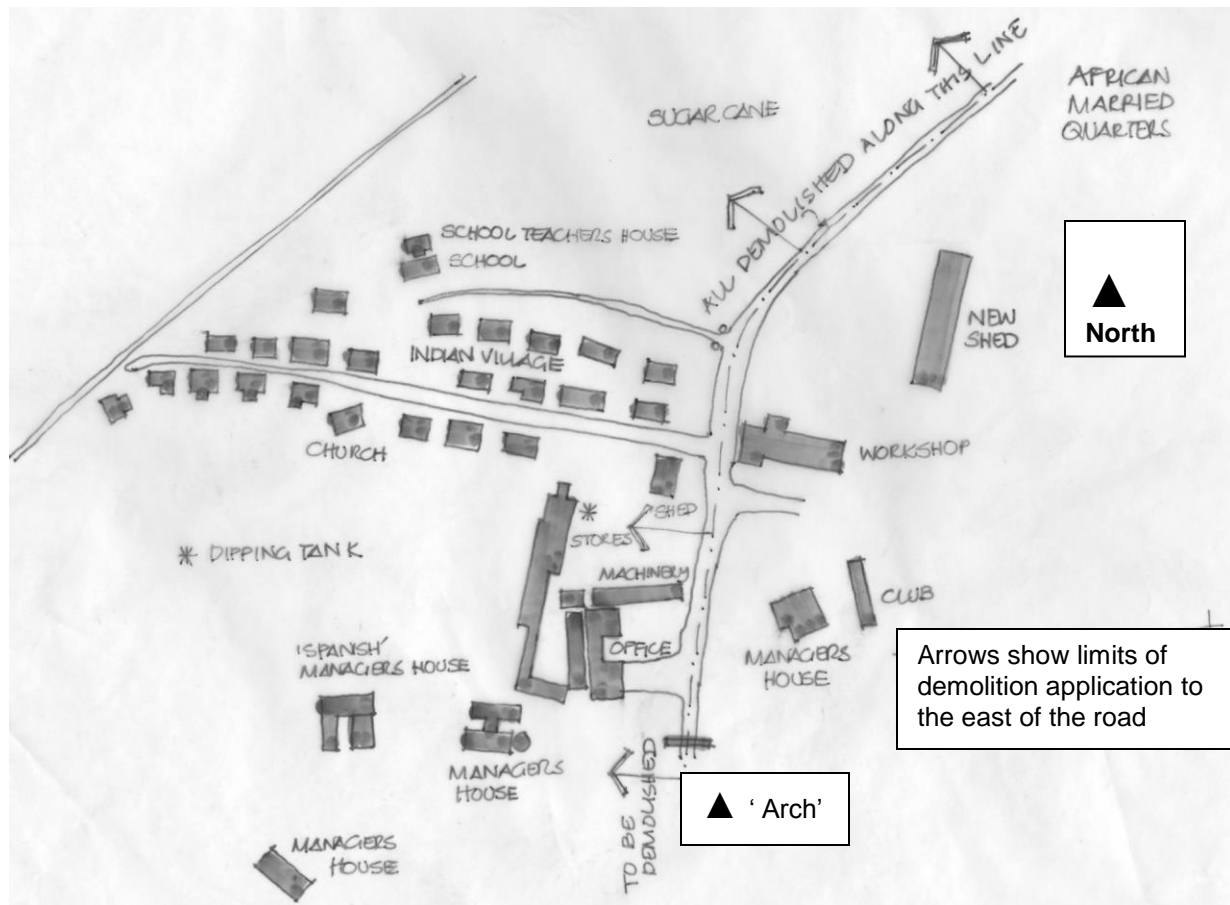 AFRICAN
MARRIED
QUARTERS
SUGAR CANE
ALL DEMOLISHED ALONG THIS LINE
SCHOOL TEACHERS HOUSE
SCHOOL
North
NEW
SHED
INDIAN VILLAGE
CHURCH
WORKSHOP
SHED
STORES
DIPPING TANK
MACHINERY
CLUB
OFFICE
'SPANISH'
MANAGERS HOUSE
MANAGERS
HOUSE
Arrows show limits of
demolition application to
the east of the road
MANAGERS
HOUSE
TO BE
DEMOLISHED
' Arch'
MANAGERS
HOUSE